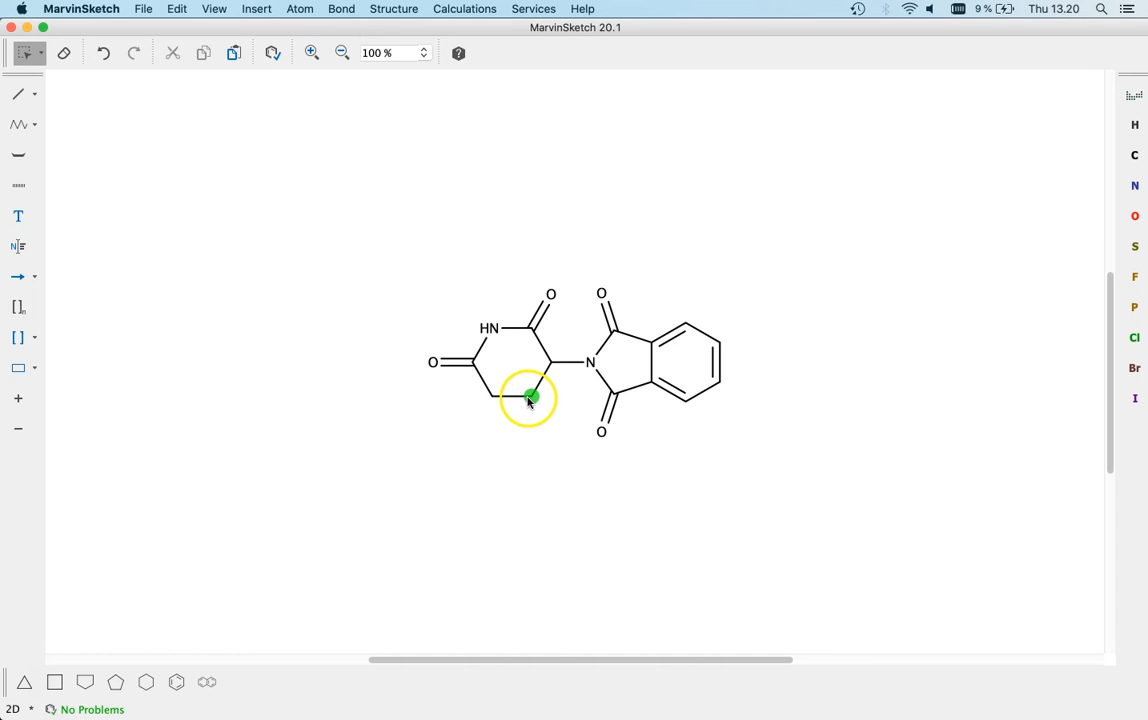 MarvinSketch File Edit View Insert Atom Bond Structure Calculations Services Help 9% Thu 13.20
MarvinSketch 20.1
100 %
H
C
N
O
S
F
P
Cl
Br
I
T
N
[ ]n
[ ]
O O
HN
O N
O
2D * No Problems